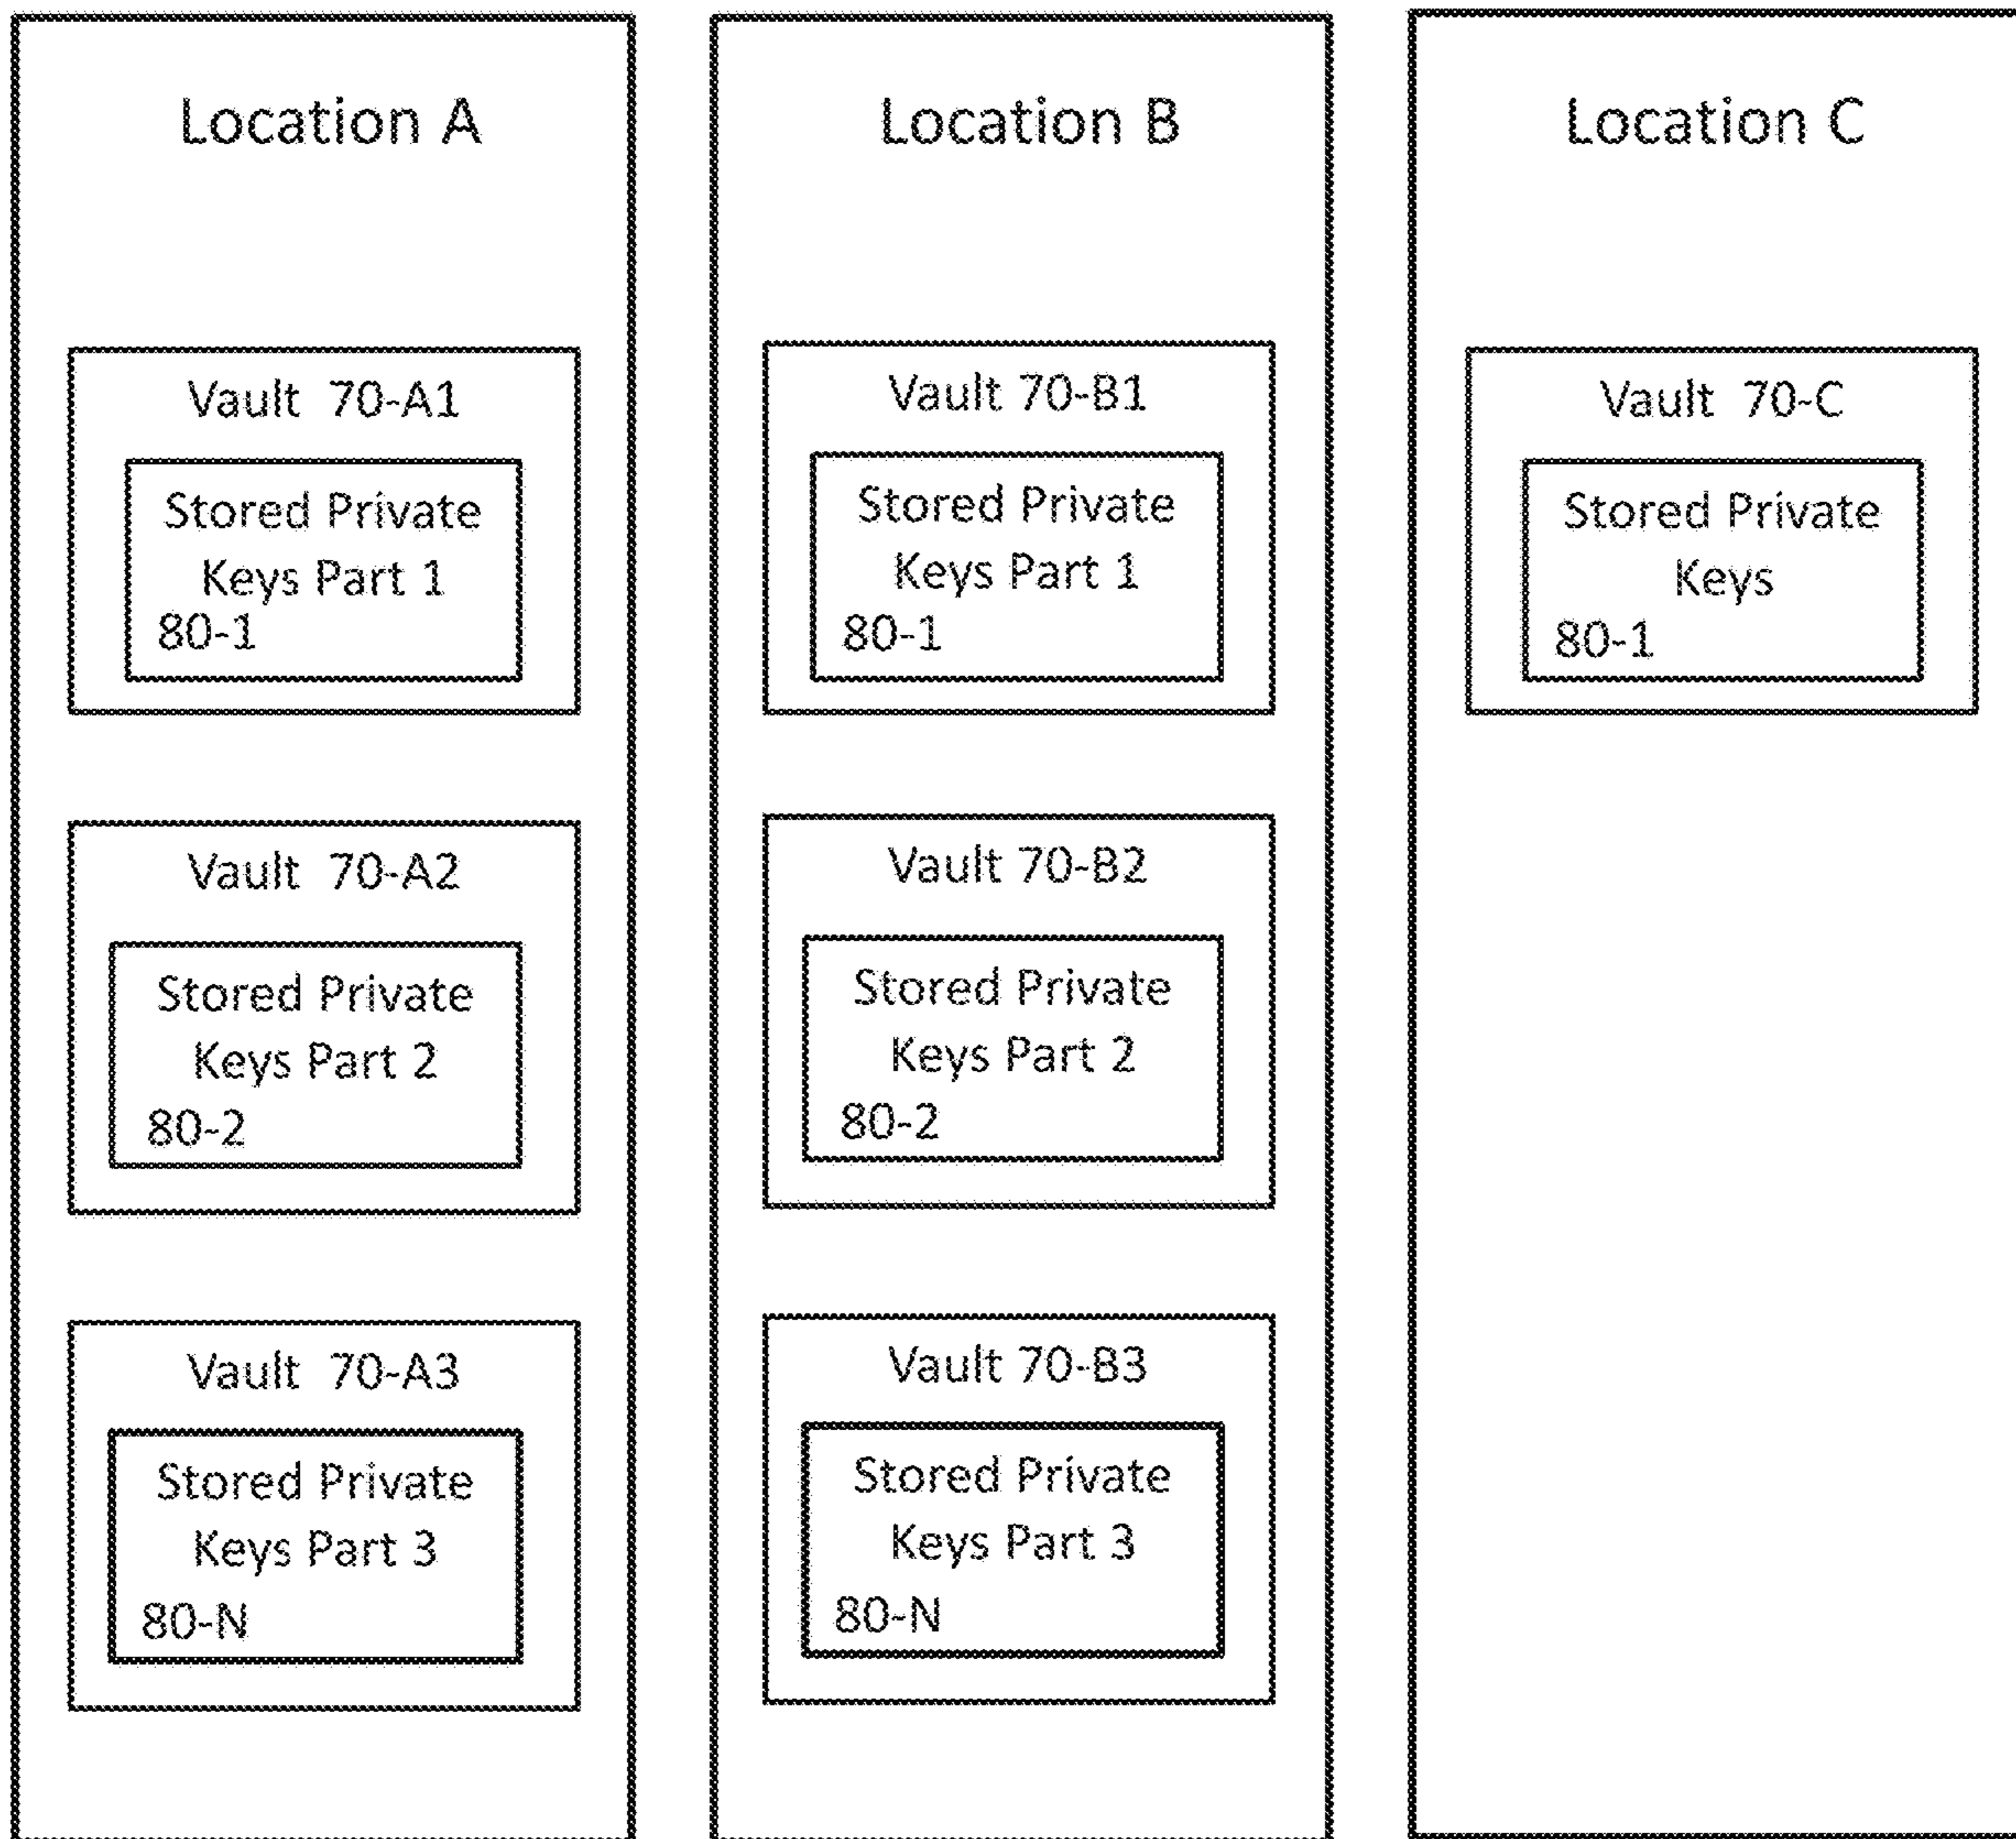 Location A
Vault 70-A1
Stored Private
Keys Part 1
80-1
Vault 70-A2
Stored Private
Keys Part 2
80-2
Vault 70-A3
Stored Private
Keys Part 3
80-N
Location B
Vault 70-B1
Stored Private
Keys Part 1
80-1
Vault 70-B2
Stored Private
Keys Part 2
80-2
Vault 70-B3
Stored Private
Keys Part 3
80-N
Location C
Vault 70-C
Stored Private
Keys
80-1